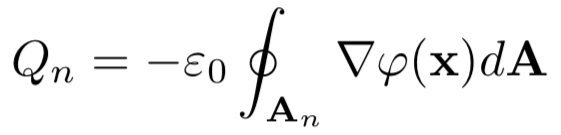 $Q_n = -\varepsilon_0 \oint_{\mathbf{A}_n} \nabla\varphi(\mathbf{x}) d\mathbf{A}$